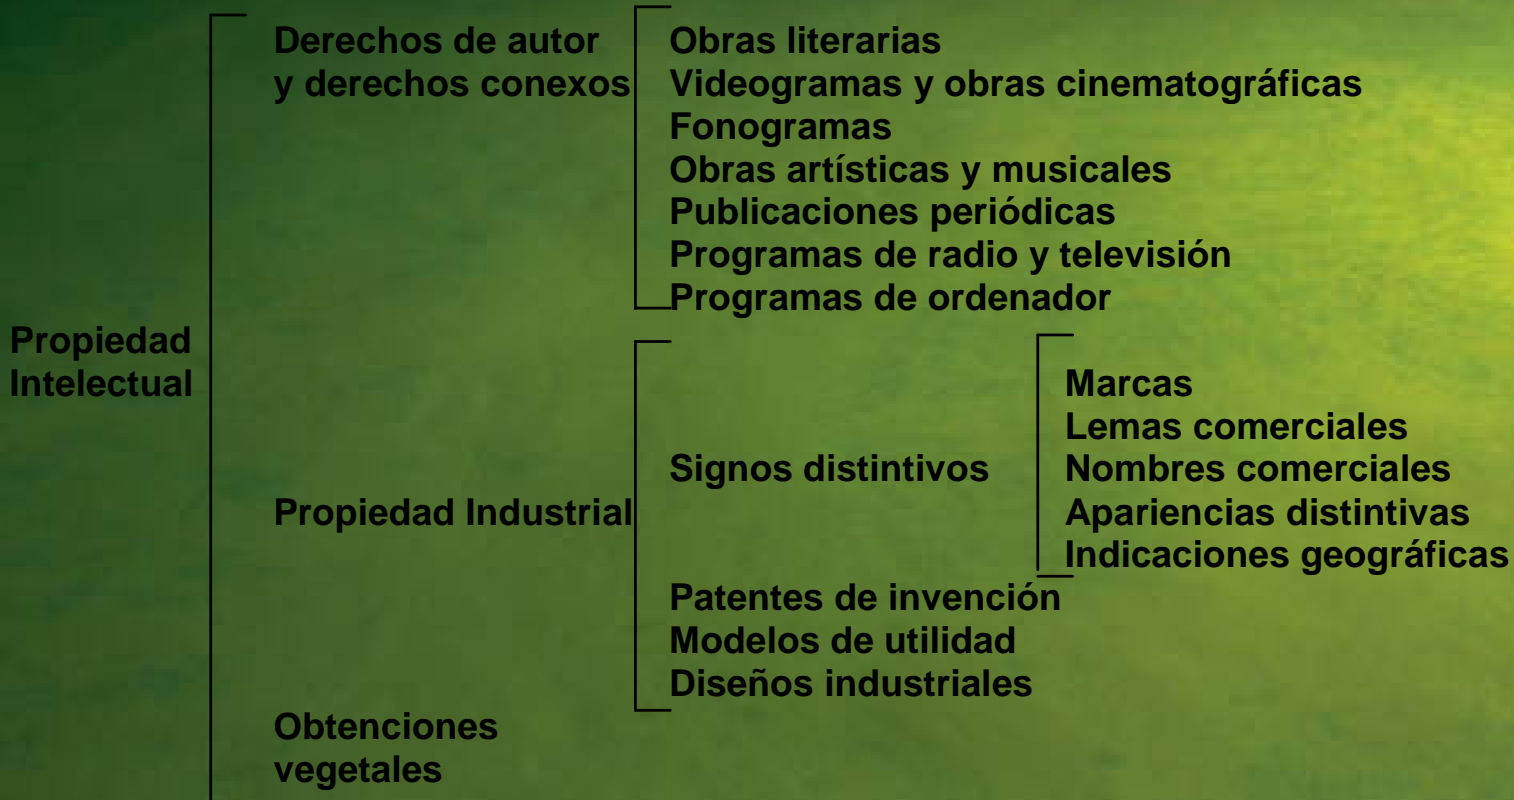 Propiedad
Intelectual
Derechos de autor
y derechos conexos
Obras literarias
Videogramas y obras cinematográficas
Fonogramas
Obras artísticas y musicales
Publicaciones periódicas
Programas de radio y televisión
Programas de ordenador
Propiedad Industrial
Signos distintivos
Marcas
Lemas comerciales
Nombres comerciales
Apariencias distintivas
Indicaciones geográficas
Patentes de invención
Modelos de utilidad
Diseños industriales
Obtenciones
vegetales